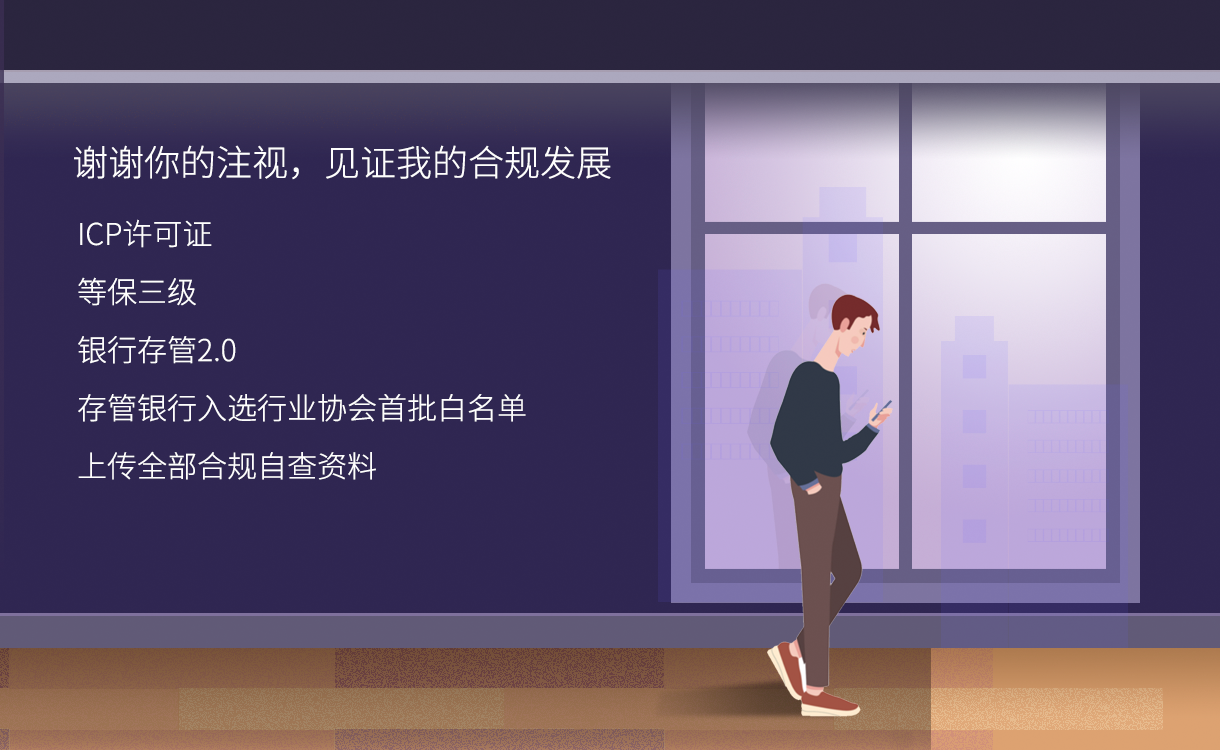 谢谢你的注视，见证我的合规发展
ICP许可证
等保三级
银行存管2.0
存管银行入选行业协会首批白名单
上传全部合规自查资料